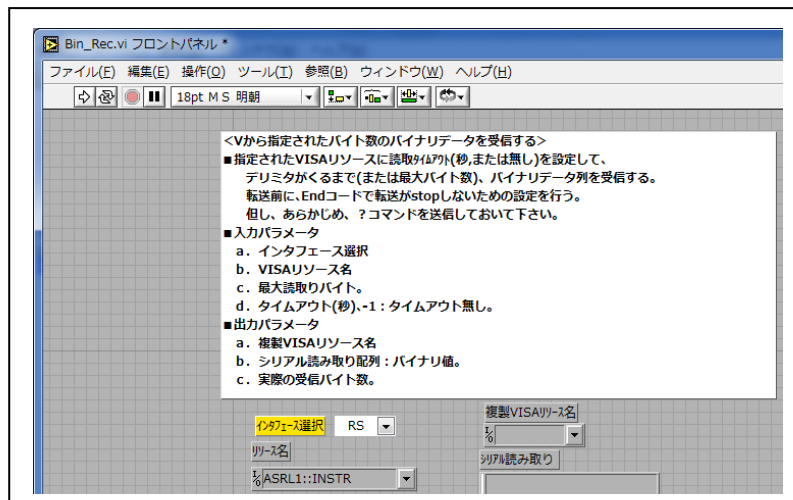 Bin_Rec.vi フロントパネル *
ファイル(F) 編集(E) 操作(O) ツール(T) 参照(B) ウィンドウ(W) ヘルプ(H)
18pt MS 明朝
<Vから指定されたバイト数のバイナリデータを受信する>
■指定されたVISAリソースに読取タイムアウト(秒,または無し)を設定して、
デリミタがくるまで(または最大バイト数)、バイナリデータ列を受信する。
転送前に、Endコードで転送がstopしないための設定を行う。
但し、あらかじめ、？コマンドを送信しておいて下さい。
■入力パラメータ
a．インタフェース選択
b．VISAリソース名
c．最大読取りバイト。
d．タイムアウト(秒)、-1：タイムアウト無し。
■出力パラメータ
a．複製VISAリソース名
b．シリアル読み取り配列：バイナリ値。
c．実際の受信バイト数。
インタフェース選択 RS
複製VISAリソース名
リソース名
シリアル読み取り
ASRL1::INSTR